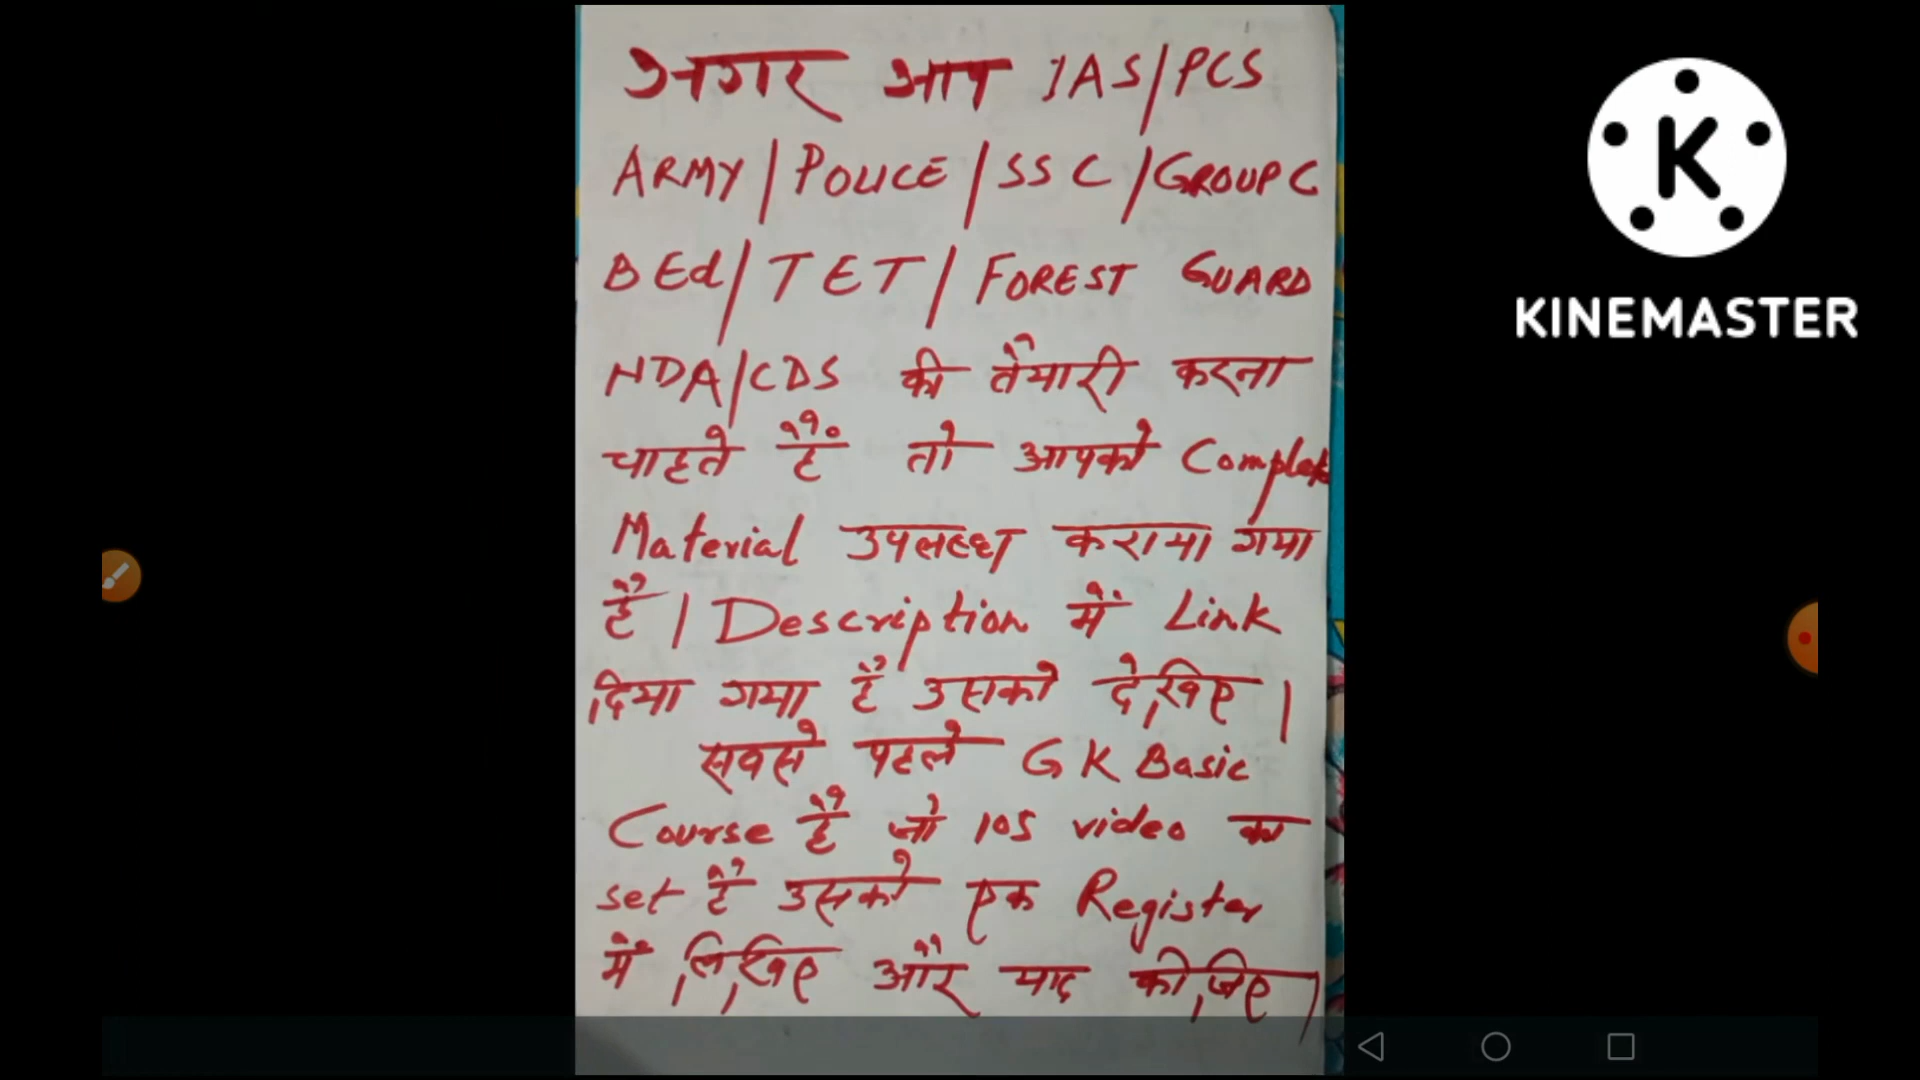 अगर आप IAS/PCS
ARMY/POLICE/SSC/GROUP C
BEd/TET/FOREST GUARD
NDA/CDS की तैयारी करना
चाहते हैं तो आपको Complete
Material उपलब्ध कराया गया
है। Description में Link
दिया गया है उसको देखिए।
सबसे पहले GK Basic
Course है जो 105 video का
set है उसको एक Register
में लिखिए और याद कीजिए।
K
KINEMASTER